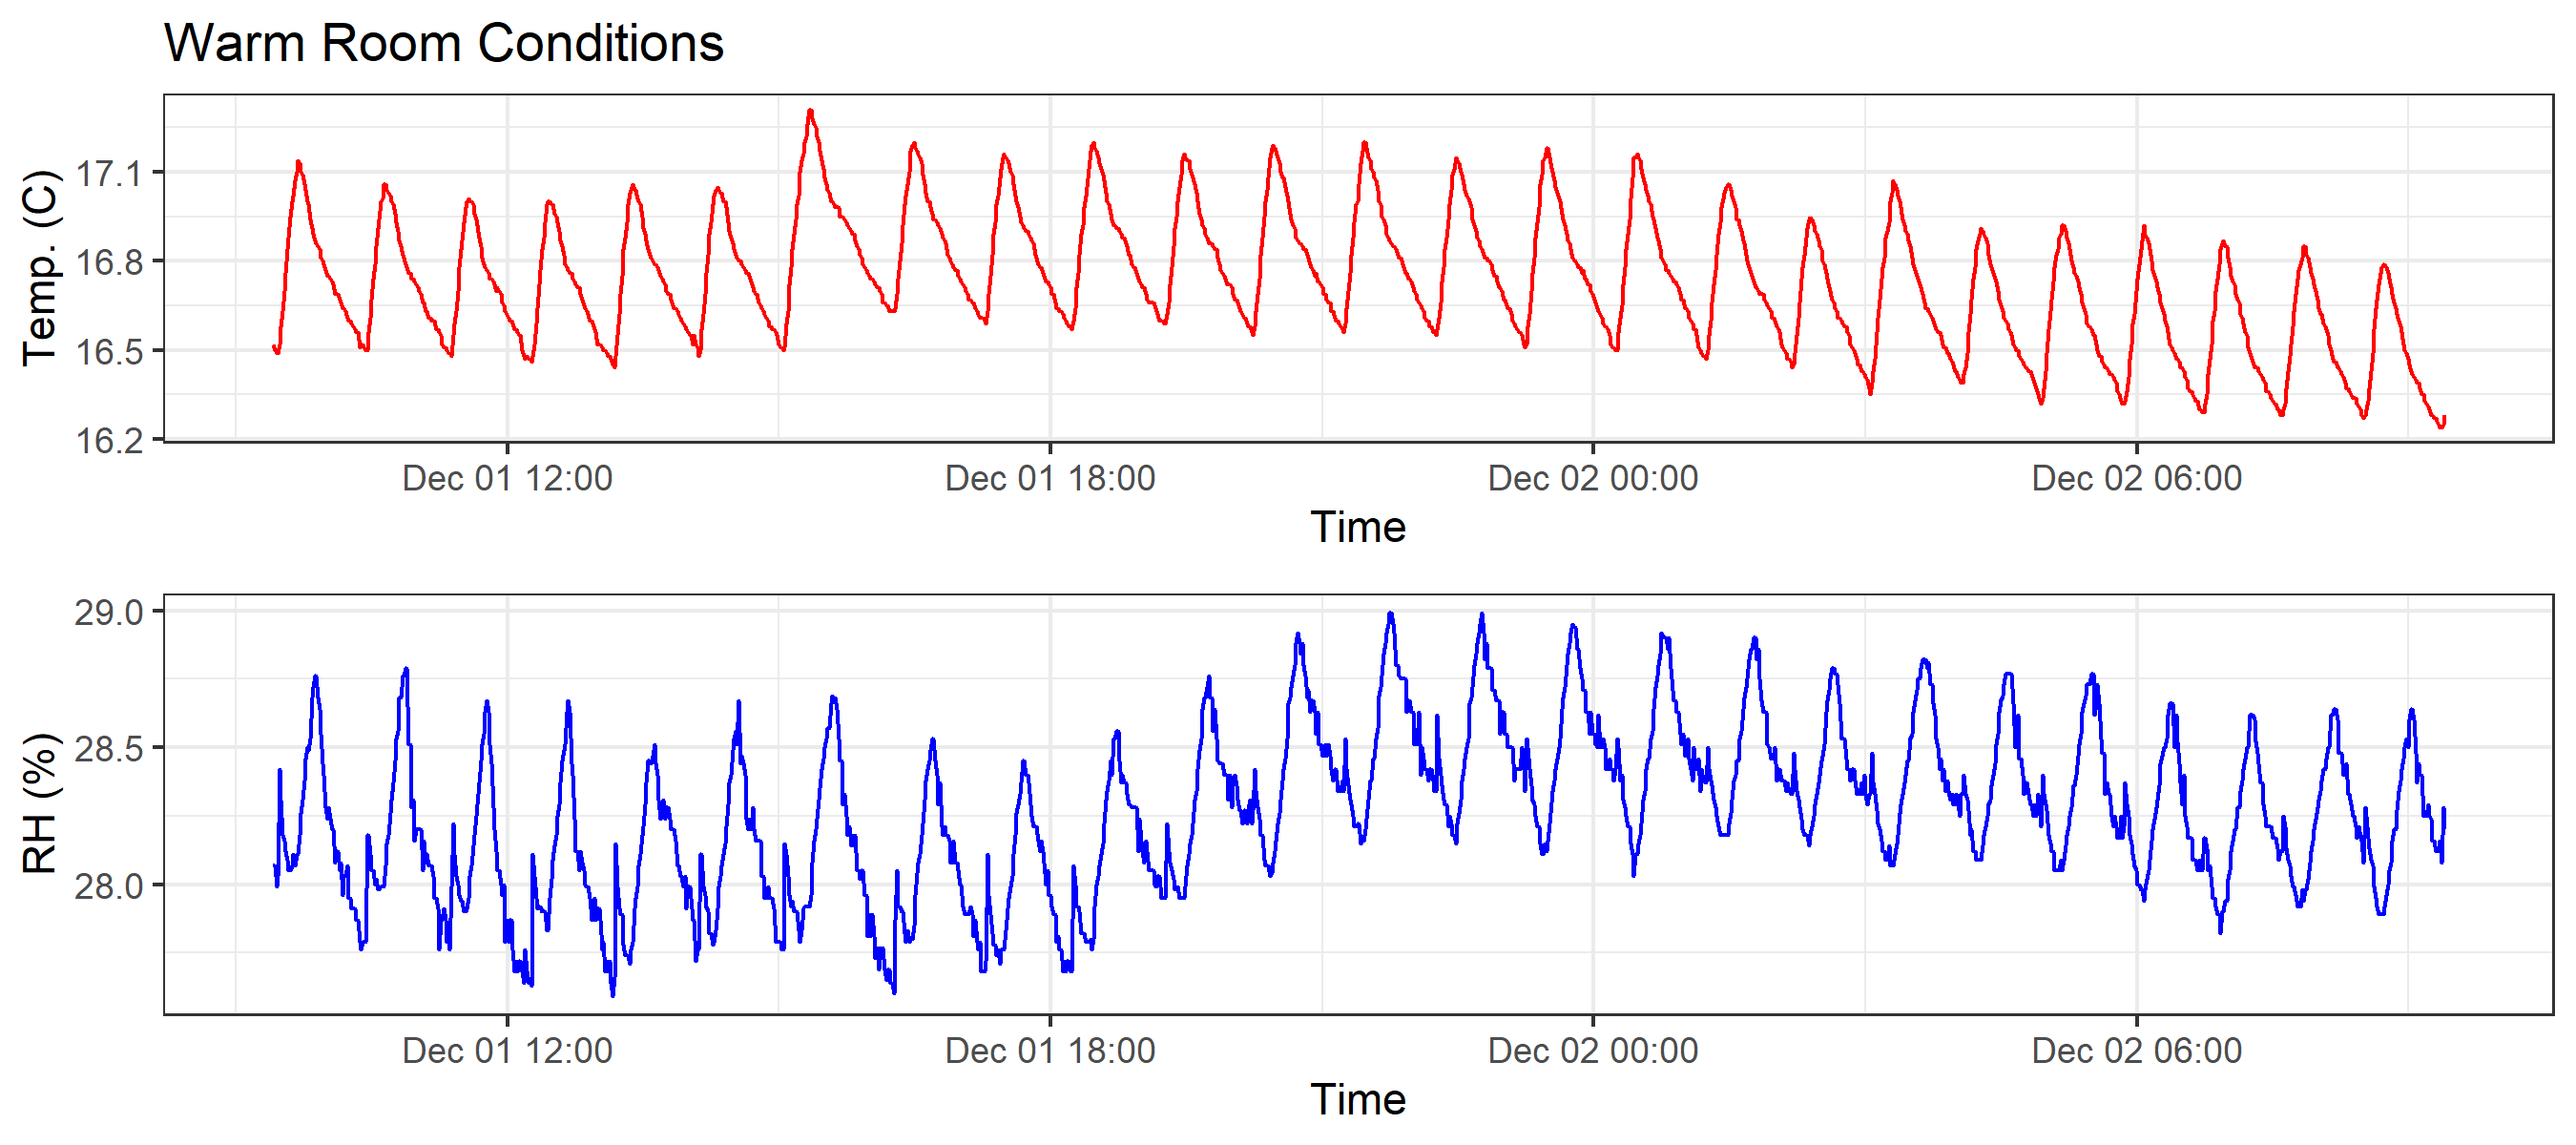 Warm Room Conditions
Temp. (C)
17.1
16.8
16.5
16.2
Dec 01 12:00 Dec 01 18:00 Dec 02 00:00 Dec 02 06:00
Time
RH (%)
29.0
28.5
28.0
Dec 01 12:00 Dec 01 18:00 Dec 02 00:00 Dec 02 06:00
Time